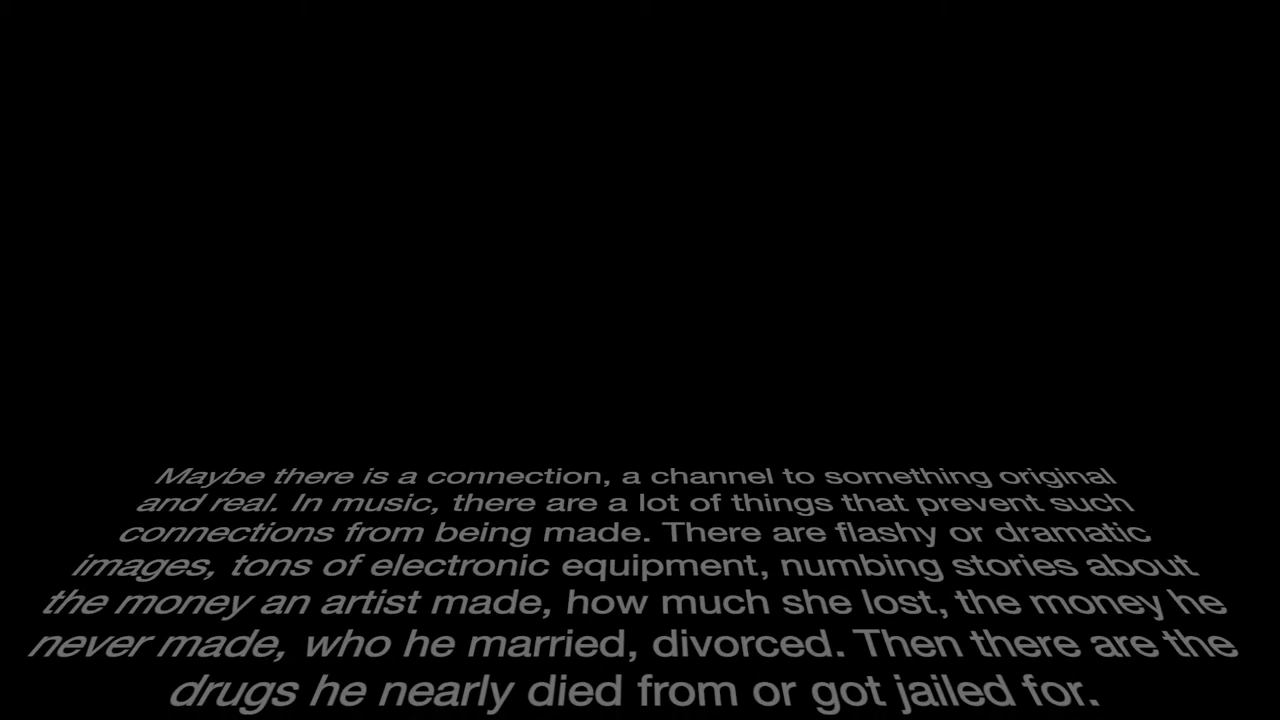 Maybe there is a connection, a channel to something original
and real. In music, there are a lot of things that prevent such
connections from being made. There are flashy or dramatic
images, tons of electronic equipment, numbing stories about
the money an artist made, how much she lost, the money he
never made, who he married, divorced. Then there are the
drugs he nearly died from or got jailed for.